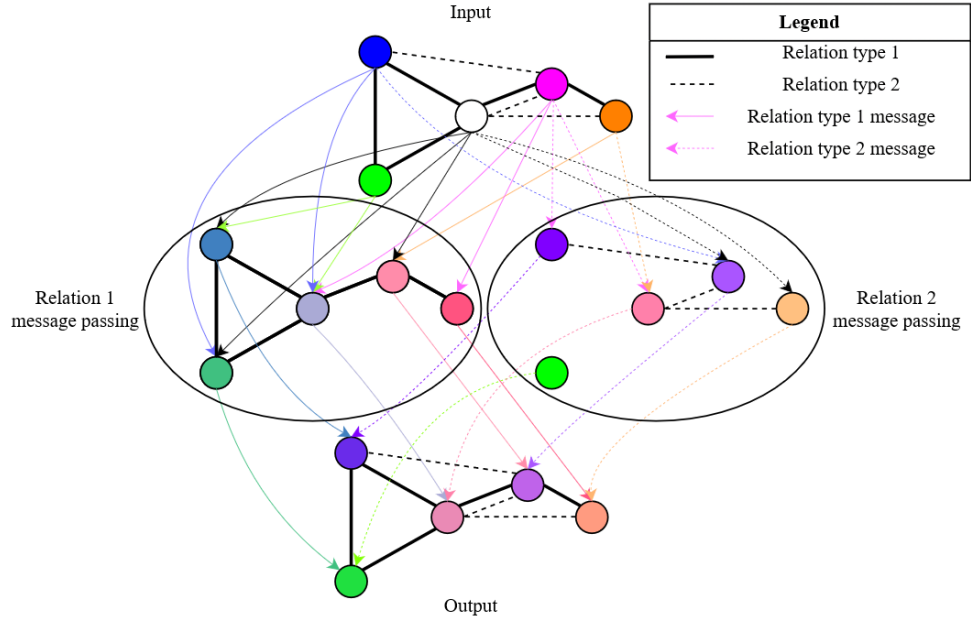 Input
Legend
Relation type 1
Relation type 2
Relation type 1 message
Relation type 2 message
Relation 1
message passing
Relation 2
message passing
Output